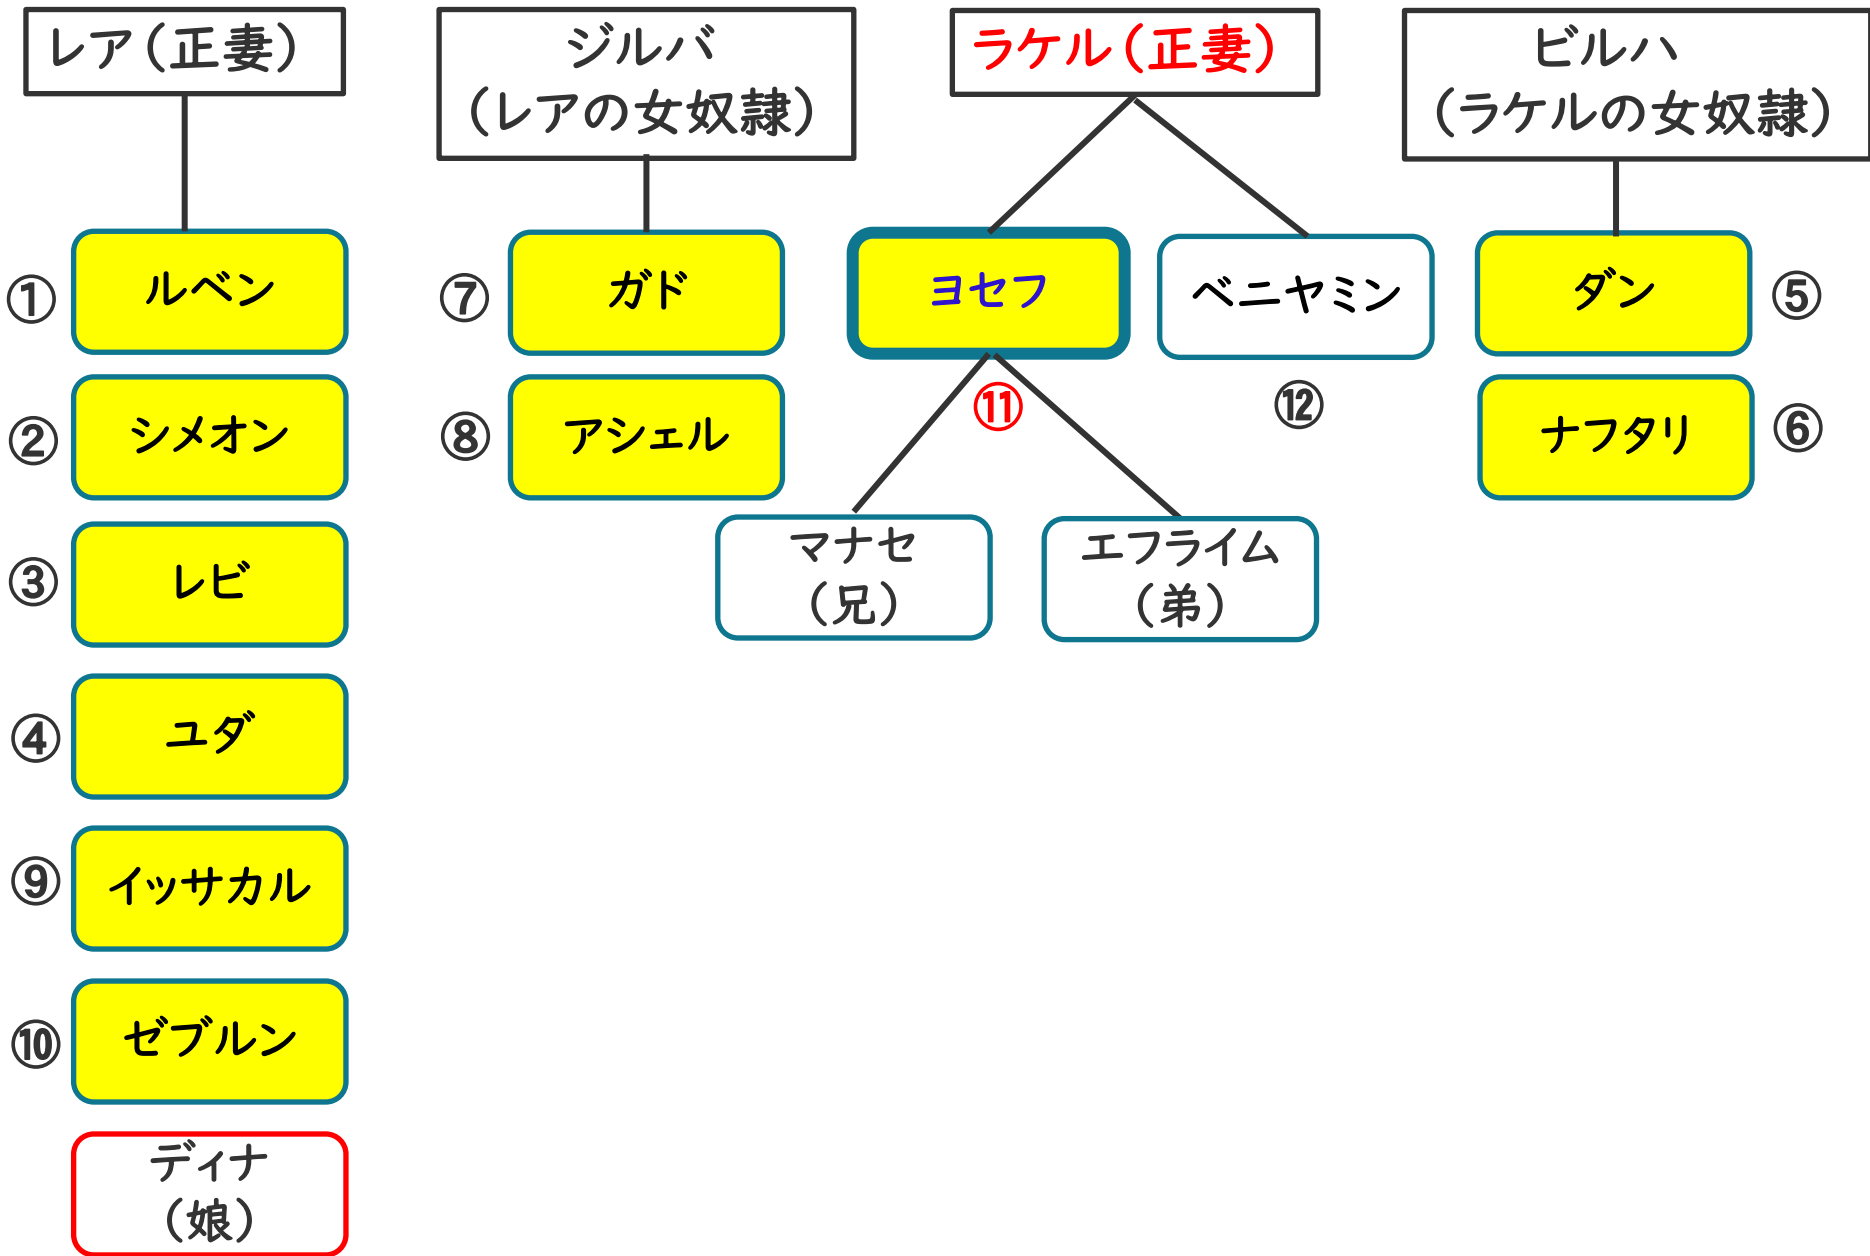 レア(正妻)
ジルバ
(レアの女奴隷)
ラケル(正妻)
ビルハ
(ラケルの女奴隷)
① ルベン
② シメオン
③ レビ
④ ユダ
⑨ イッサカル
⑩ ゼブルン
ディナ
(娘)
⑦ ガド
⑧ アシェル
ヨセフ
⑪
ベニヤミン
⑫
マナセ
(兄)
エフライム
(弟)
ダン ⑤
ナフタリ ⑥